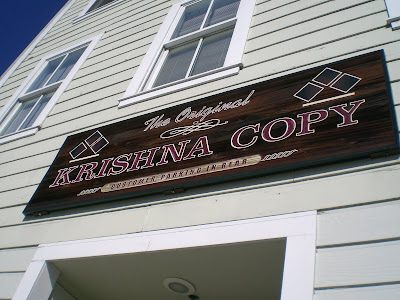 The Original
KRISHNA COPY
CUSTOMER PARKING IN REAR